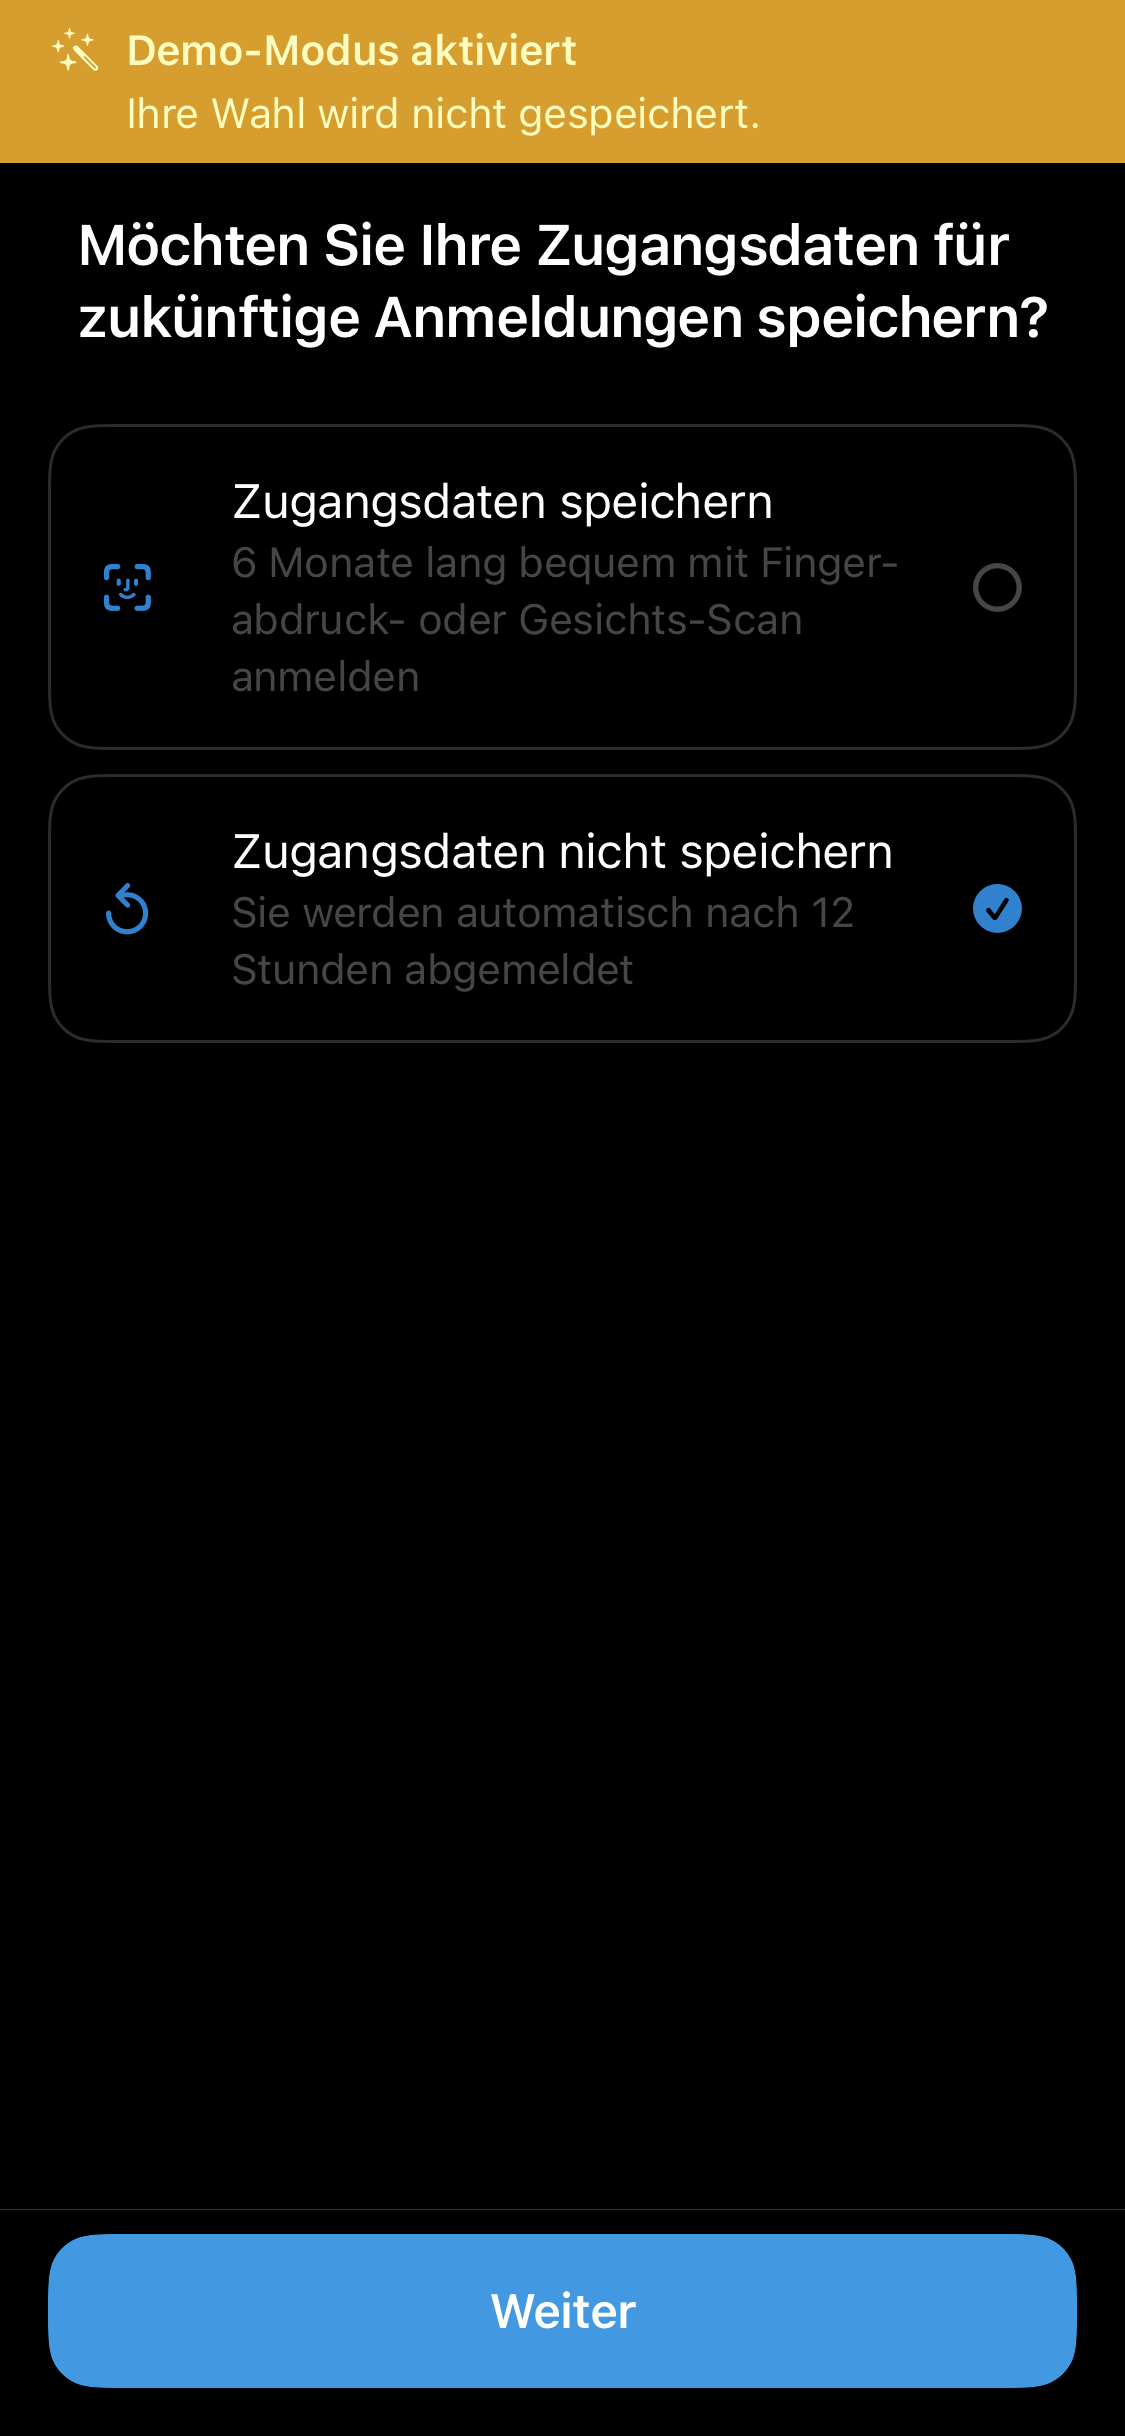 Demo-Modus aktiviert
Ihre Wahl wird nicht gespeichert.
Möchten Sie Ihre Zugangsdaten für
zukünftige Anmeldungen speichern?
Zugangsdaten speichern
6 Monate lang bequem mit Finger-
abdruck- oder Gesichts-Scan
anmelden
Zugangsdaten nicht speichern
Sie werden automatisch nach 12
Stunden abgemeldet
Weiter